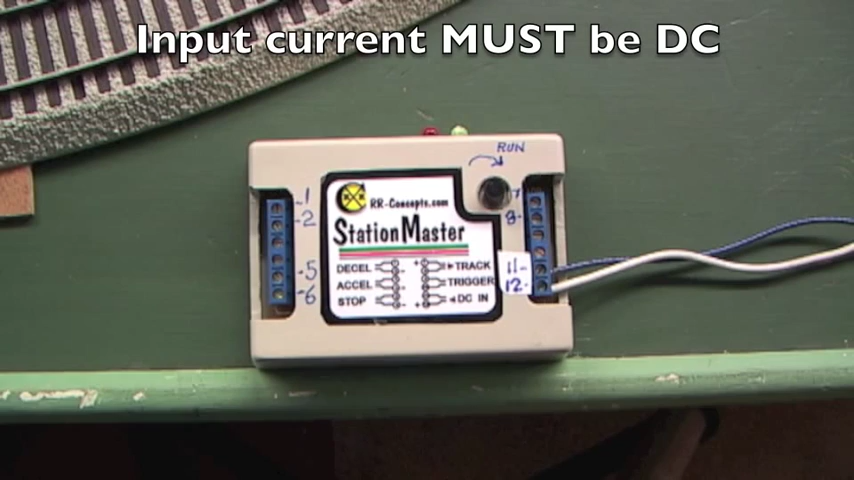 Input current MUST be DC
RUN
1
2
5
6
7
8-
11-
12-
RR-Concepts.com
StationMaster
DECEL
ACCEL
STOP
TRACK
TRIGGER
DC IN